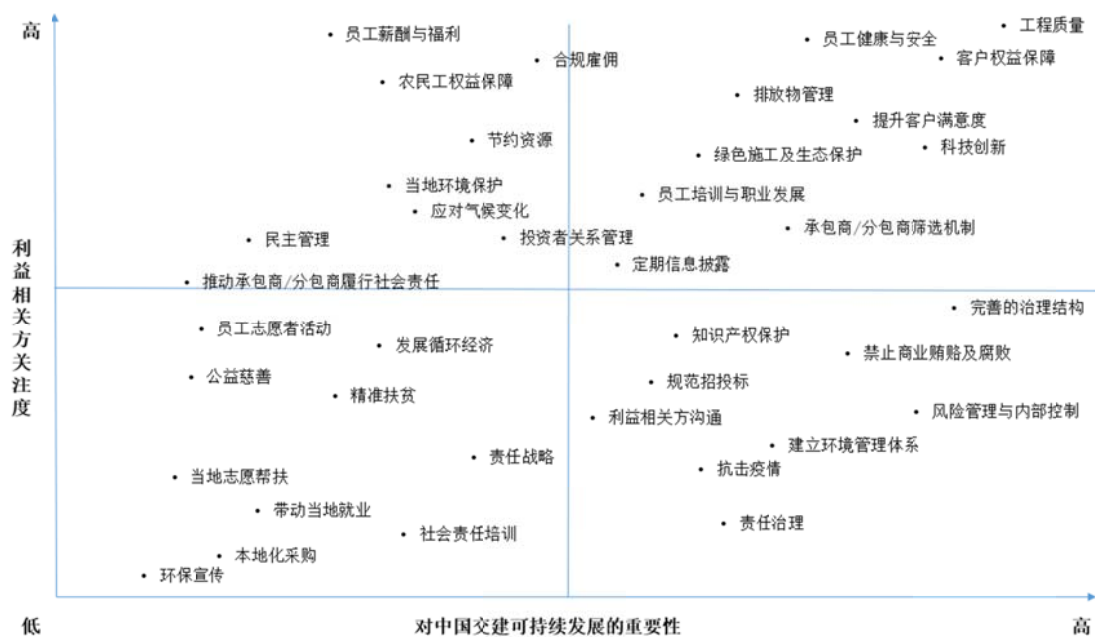 高
工程质量
员工薪酬与福利
员工健康与安全
合规雇佣
客户权益保障
农民工权益保障
排放物管理
提升客户满意度
节约资源
科技创新
绿色施工及生态保护
当地环境保护
员工培训与职业发展
应对气候变化
承包商/分包商筛选机制
民主管理
投资者关系管理
定期信息披露
推动承包商/分包商履行社会责任
利益相关方关注度
完善的治理结构
员工志愿者活动
知识产权保护
发展循环经济
禁止商业贿赂及腐败
公益慈善
规范招投标
精准扶贫
利益相关方沟通
风险管理与内部控制
建立环境管理体系
责任战略
抗击疫情
当地志愿帮扶
带动当地就业
责任治理
社会责任培训
本地化采购
环保宣传
低
对中国交建可持续发展的重要性
高